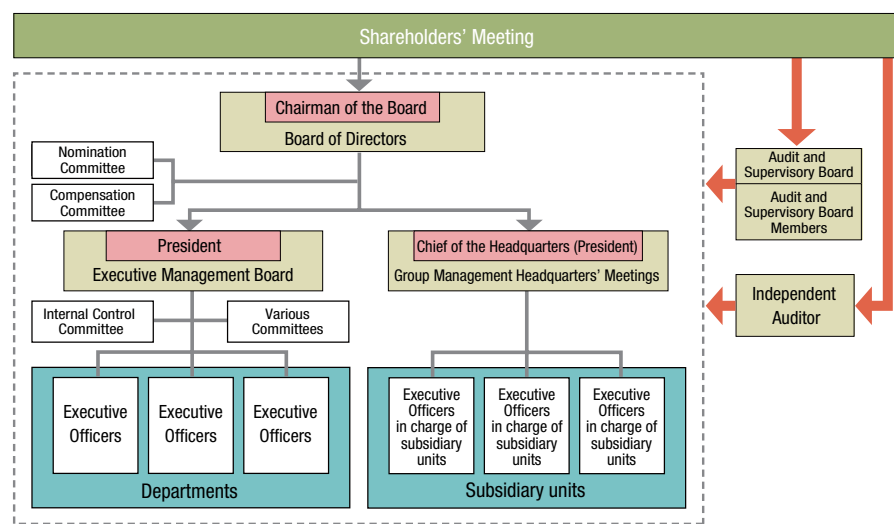 Shareholders’ Meeting
Chairman of the Board
Board of Directors
Nomination
Committee
Compensation
Committee
Audit and
Supervisory Board
Audit and
Supervisory Board
Members
President
Executive Management Board
Chief of the Headquarters (President)
Group Management Headquarters’ Meetings
Independent
Auditor
Internal Control
Committee
Various
Committees
Executive
Officers
Executive
Officers
Executive
Officers
Departments
Executive
Officers
in charge of
subsidiary
units
Executive
Officers
in charge of
subsidiary
units
Executive
Officers
in charge of
subsidiary
units
Subsidiary units